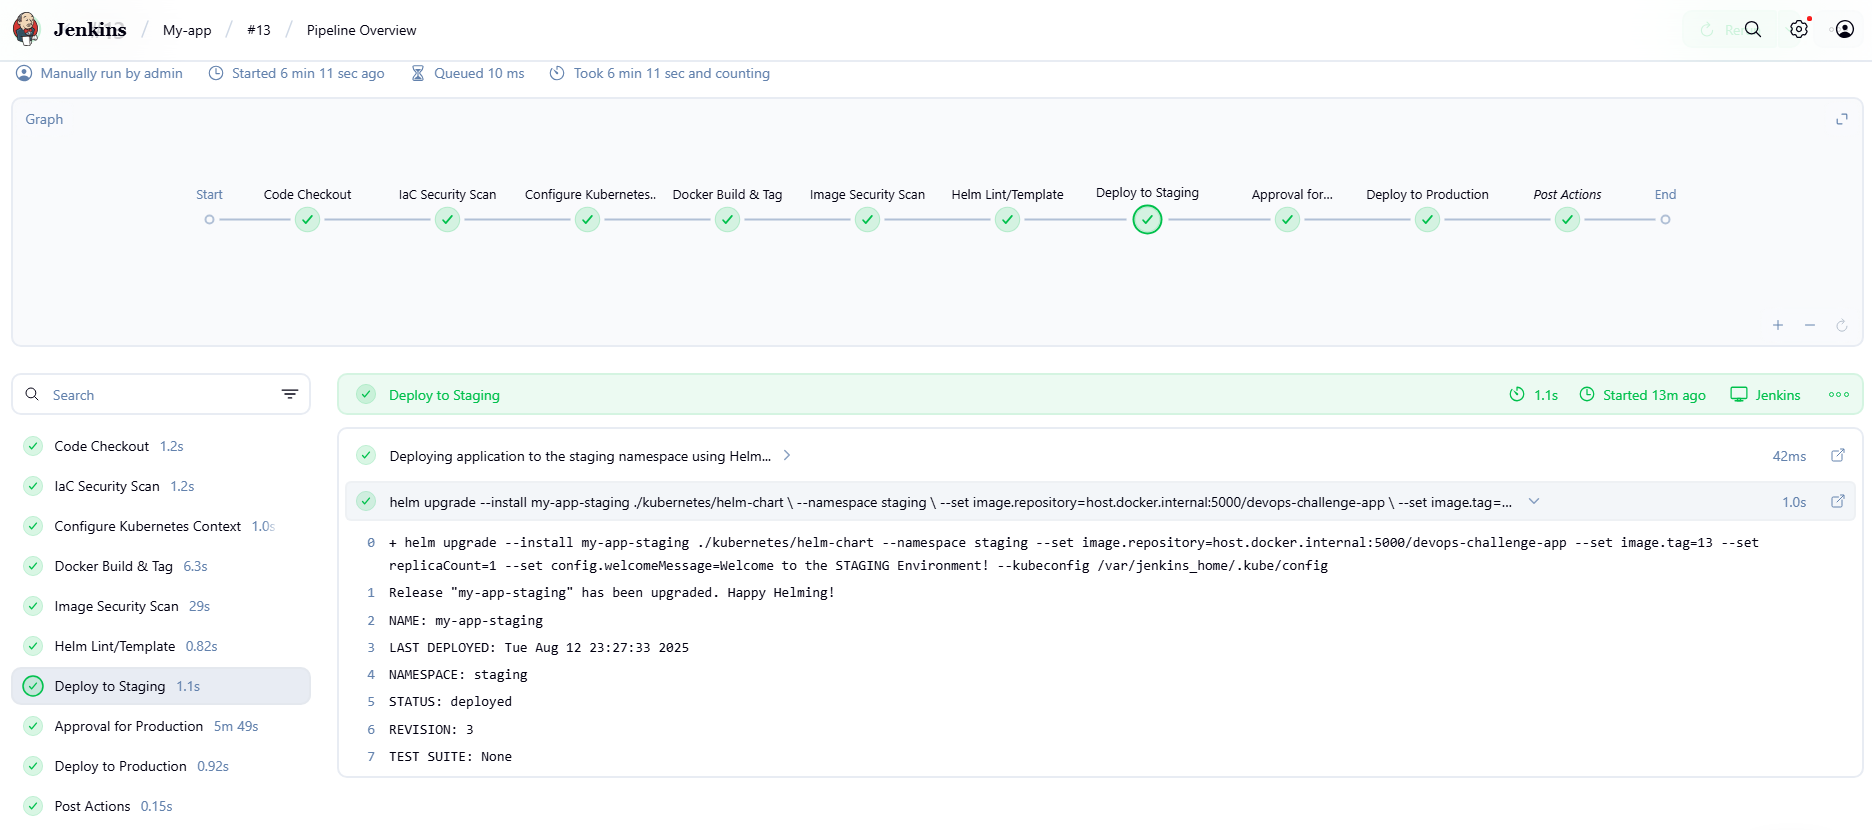 Jenkins / My-app / #13 / Pipeline Overview
Manually run by admin Started 6 min 11 sec ago Queued 10 ms Took 6 min 11 sec and counting
Graph
Start Code Checkout IaC Security Scan Configure Kubernetes.. Docker Build & Tag Image Security Scan Helm Lint/Template Deploy to Staging Approval for... Deploy to Production Post Actions End
Search
Code Checkout 1.2s
IaC Security Scan 1.2s
Configure Kubernetes Context 1.0s
Docker Build & Tag 6.3s
Image Security Scan 29s
Helm Lint/Template 0.82s
Deploy to Staging 1.1s
Approval for Production 5m 49s
Deploy to Production 0.92s
Post Actions 0.15s
Deploy to Staging 1.1s Started 13m ago Jenkins
Deploying application to the staging namespace using Helm... 42ms
helm upgrade --install my-app-staging ./kubernetes/helm-chart \ --namespace staging \ --set image.repository=host.docker.internal:5000/devops-challenge-app \ --set image.tag=... 1.0s
0 + helm upgrade --install my-app-staging ./kubernetes/helm-chart --namespace staging --set image.repository=host.docker.internal:5000/devops-challenge-app --set image.tag=13 --set
replicaCount=1 --set config.welcomeMessage=Welcome to the STAGING Environment! --kubeconfig /var/jenkins_home/.kube/config
1 Release "my-app-staging" has been upgraded. Happy Helming!
2 NAME: my-app-staging
3 LAST DEPLOYED: Tue Aug 12 23:27:33 2025
4 NAMESPACE: staging
5 STATUS: deployed
6 REVISION: 3
7 TEST SUITE: None